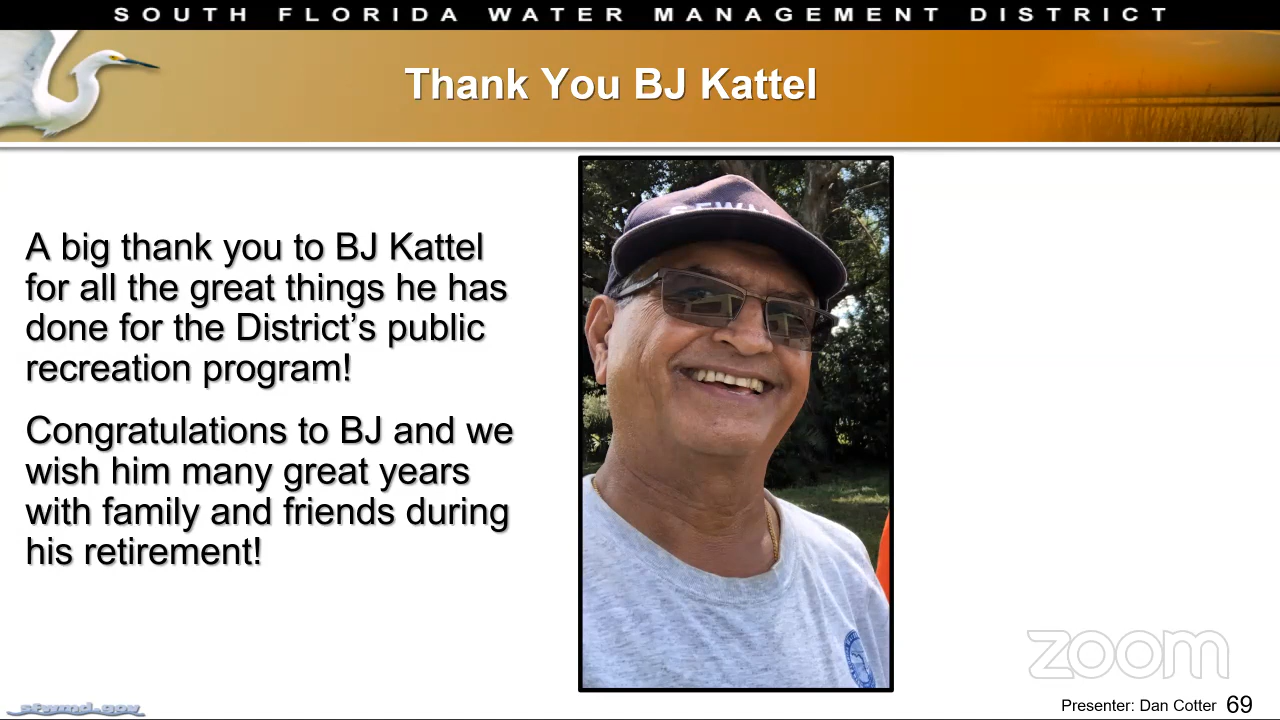 SOUTH FLORIDA WATER MANAGEMENT DISTRICT
Thank You BJ Kattel
A big thank you to BJ Kattel
for all the great things he has
done for the District’s public
recreation program!
Congratulations to BJ and we
wish him many great years
with family and friends during
his retirement!
zoom
sfwmd.gov
Presenter: Dan Cotter 69